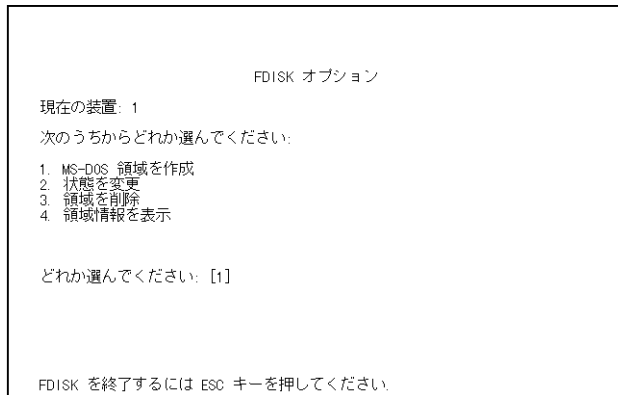 FDISK オプション
現在の装置: 1
次のうちからどれか選んでください:
1. MS-DOS 領域を作成
2. 状態を変更
3. 領域を削除
4. 領域情報を表示
どれか選んでください: [1]
FDISK を終了するには ESC キーを押してください.